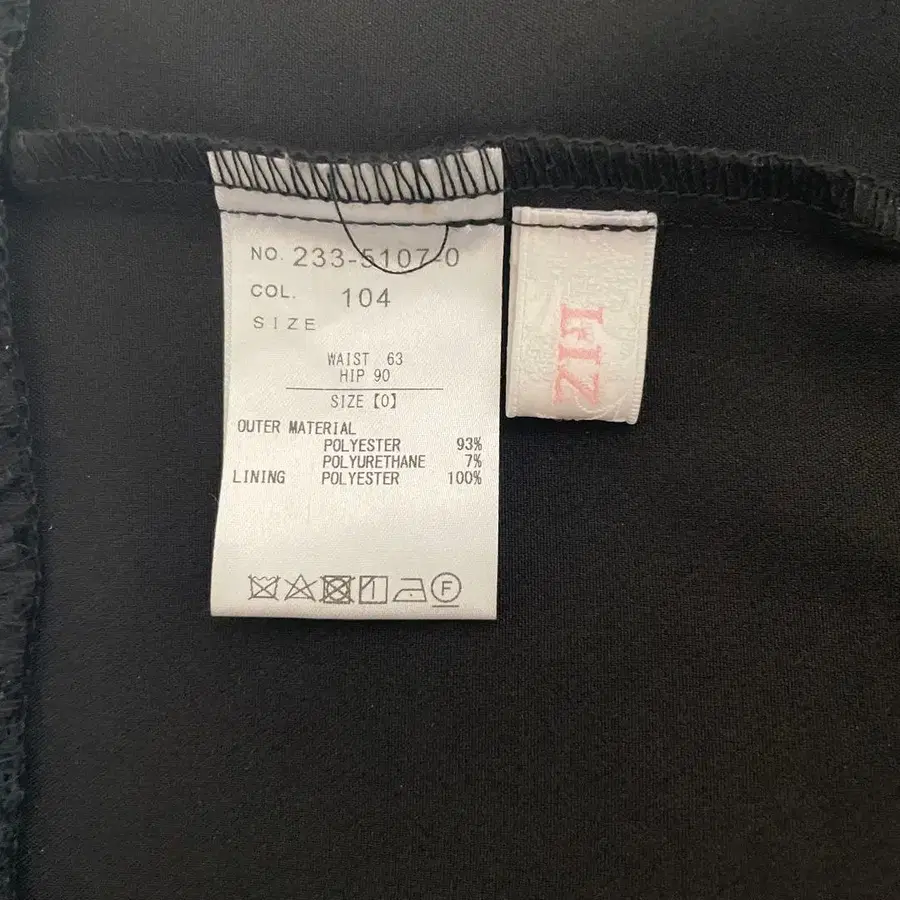 NO. 233-5107-0
COL. 104
SIZE
WAIST 63
HIP 90
SIZE【0】
OUTER MATERIAL
POLYESTER 93%
POLYURETHANE 7%
LINING POLYESTER 100%
F